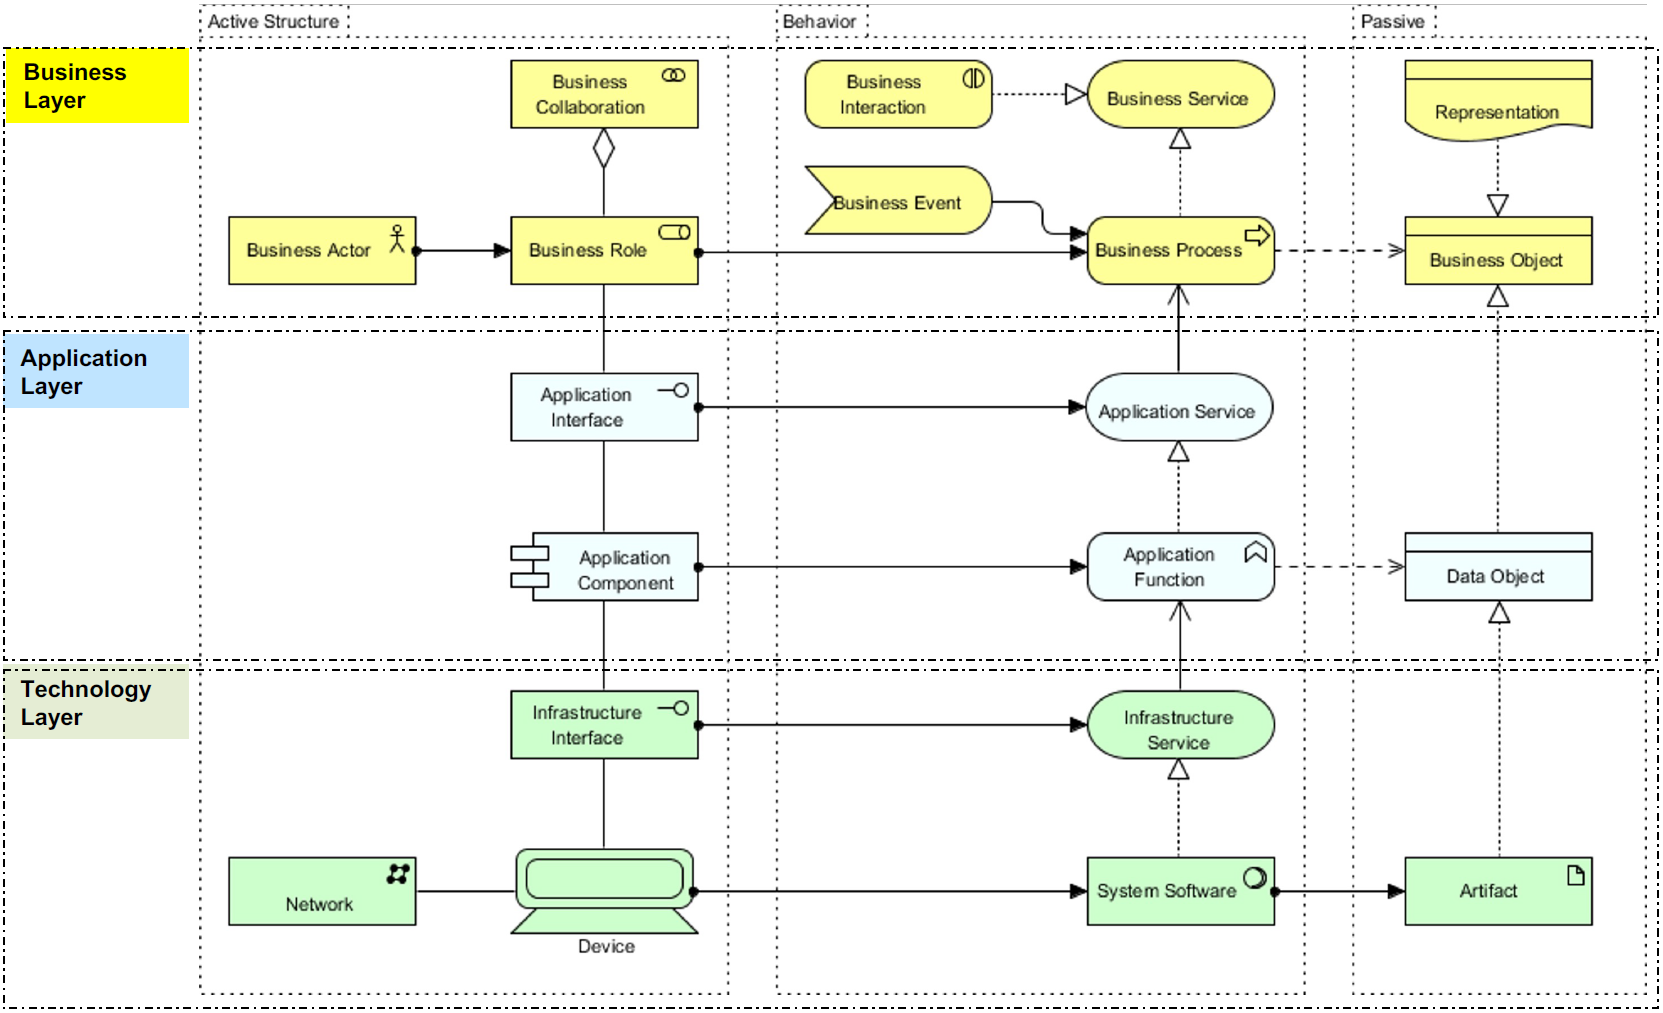 Active Structure
Behavior
Passive
Business
Layer
Business
Collaboration
Business
Interaction
Business Service
Representation
Business Event
Business Actor
Business Role
Business Process
Business Object
Application
Layer
Application
Interface
Application Service
Application
Component
Application
Function
Data Object
Technology
Layer
Infrastructure
Interface
Infrastructure
Service
Network
Device
System Software
Artifact